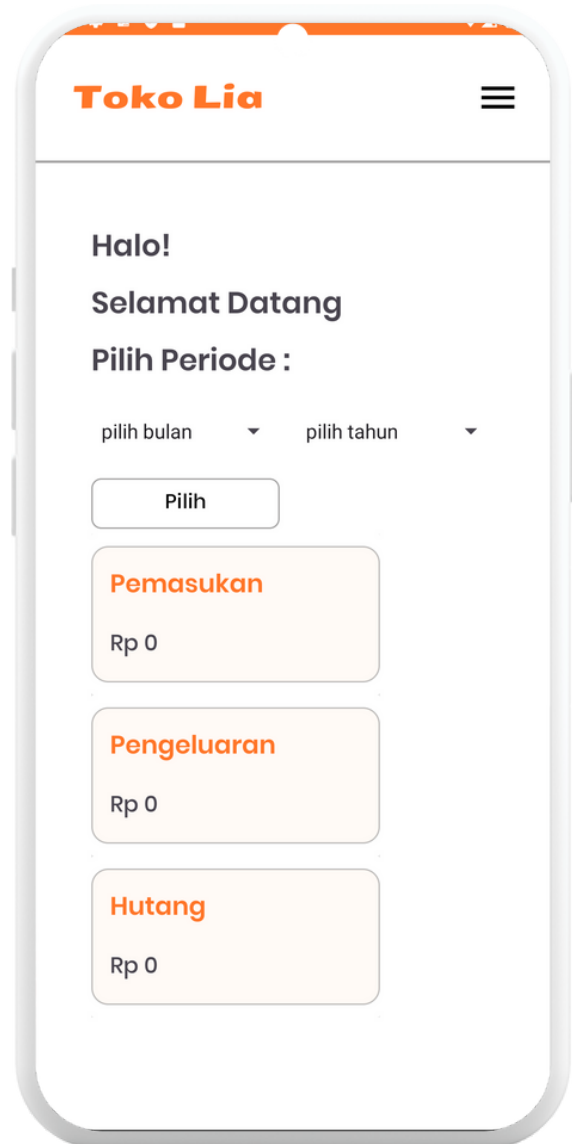 Toko Lia
Halo!
Selamat Datang
Pilih Periode :
pilih bulan pilih tahun
Pilih
Pemasukan
Rp 0
Pengeluaran
Rp 0
Hutang
Rp 0